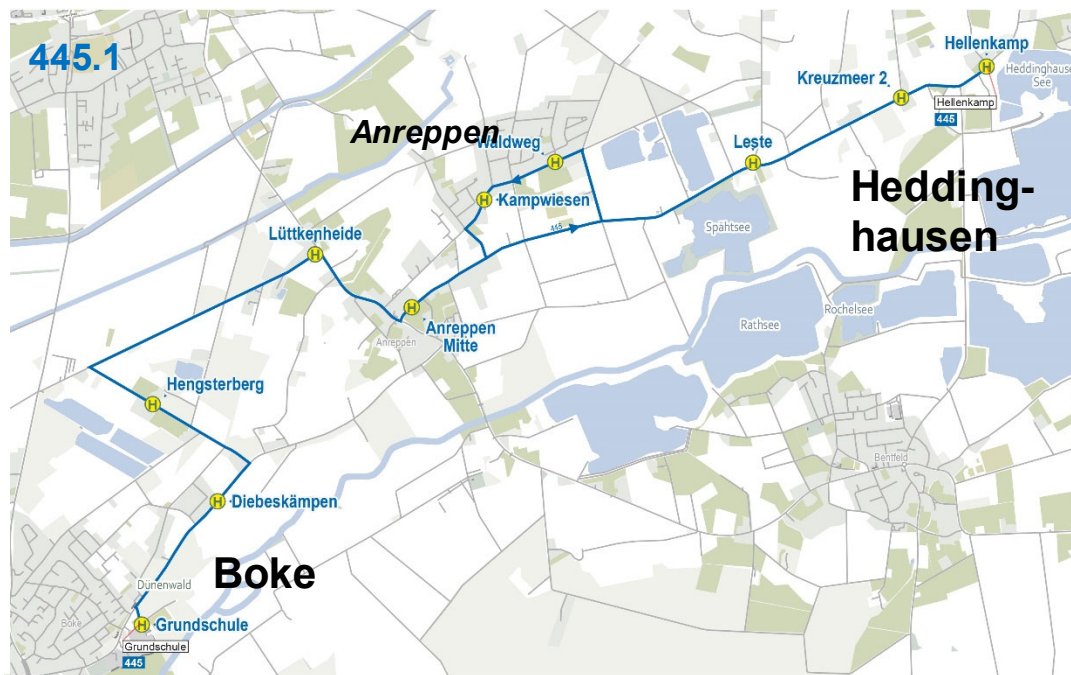 445.1
Hellenkamp
Heddinghauser
See
Kreuzmeer 2
Hellenkamp
445
Anreppen
Waldweg
Leste
Hedding-
hausen
Kampwiesen
Lüttkenheide
445
Spähtsee
Anreppen
Mitte
Anreppen
Rathsee
Rochelsee
Hengsterberg
Bentfeld
Diebeskämpen
Boke
Dünenwald
Boke
Grundschule
Grundschule
445